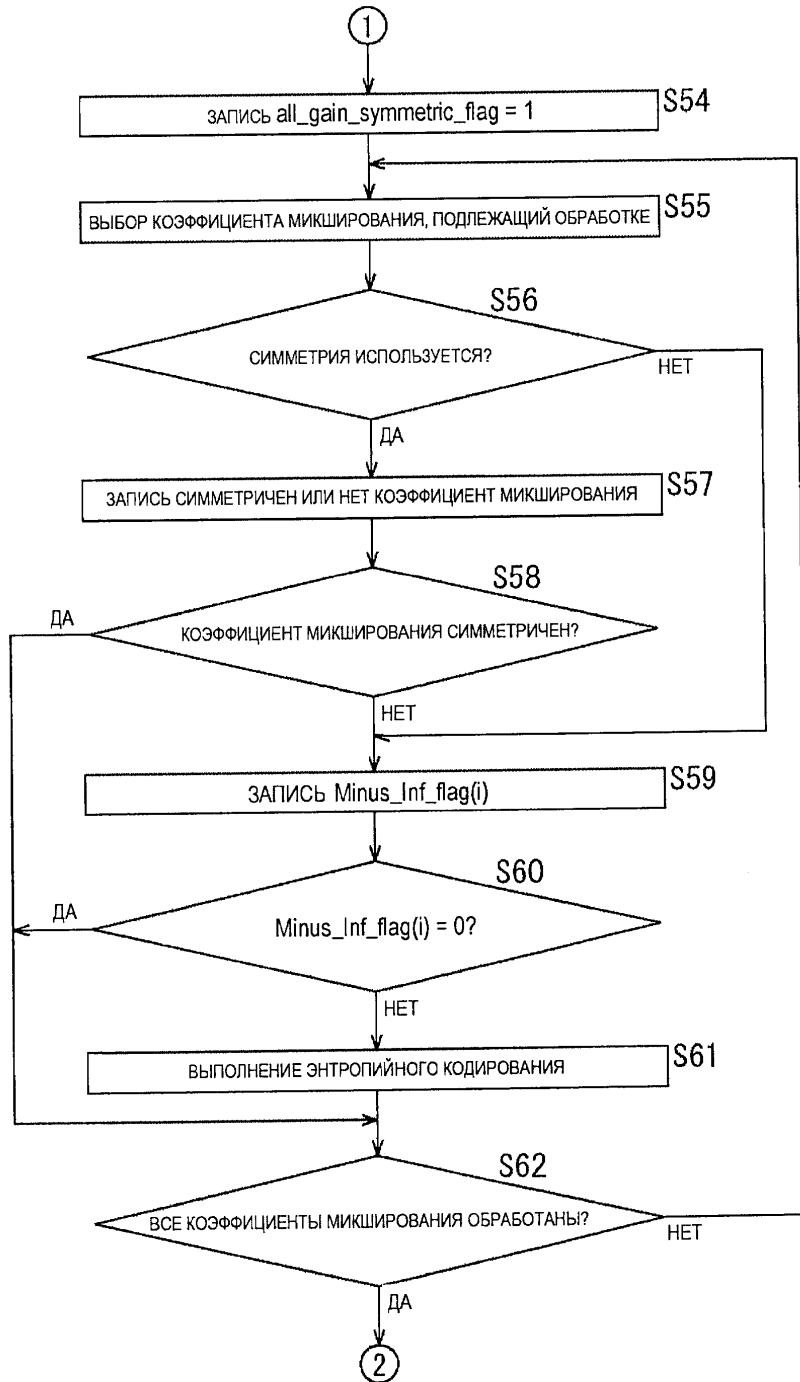 1
ЗАПИСЬ all_gain_symmetric_flag = 1
S54
ВЫБОР КОЭФФИЦИЕНТА МИКШИРОВАНИЯ, ПОДЛЕЖАЩИЙ ОБРАБОТКЕ
S55
S56
СИММЕТРИЯ ИСПОЛЬЗУЕТСЯ?
НЕТ
ДА
ЗАПИСЬ СИММЕТРИЧЕН ИЛИ НЕТ КОЭФФИЦИЕНТ МИКШИРОВАНИЯ
S57
S58
ДА
КОЭФФИЦИЕНТ МИКШИРОВАНИЯ СИММЕТРИЧЕН?
НЕТ
ЗАПИСЬ Minus_Inf_flag(i)
S59
S60
ДА
Minus_Inf_flag(i) = 0?
НЕТ
ВЫПОЛНЕНИЕ ЭНТРОПИЙНОГО КОДИРОВАНИЯ
S61
S62
ВСЕ КОЭФФИЦИЕНТЫ МИКШИРОВАНИЯ ОБРАБОТАНЫ?
НЕТ
ДА
2